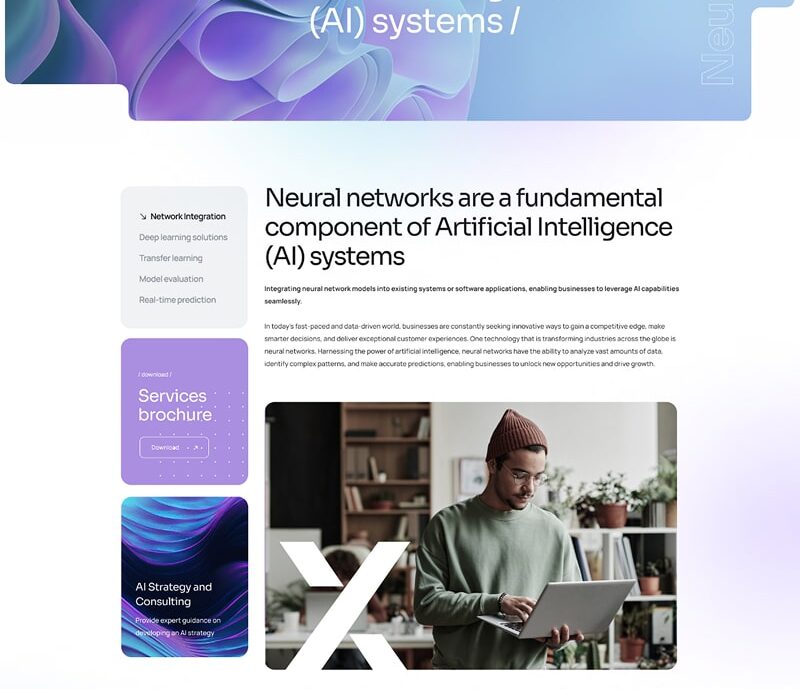 (AI) systems /
Neu
↘ Network Integration
Deep learning solutions
Transfer learning
Model evaluation
Real-time prediction
/ download /
Services
brochure
Download ↗
AI Strategy and
Consulting
Provide expert guidance on
developing an AI strategy
Neural networks are a fundamental
component of Artificial Intelligence
(AI) systems
Integrating neural network models into existing systems or software applications, enabling businesses to leverage AI capabilities
seamlessly.
In today's fast-paced and data-driven world, businesses are constantly seeking innovative ways to gain a competitive edge, make
smarter decisions, and deliver exceptional customer experiences. One technology that is transforming industries across the globe is
neural networks. Harnessing the power of artificial intelligence, neural networks have the ability to analyze vast amounts of data,
identify complex patterns, and make accurate predictions, enabling businesses to unlock new opportunities and drive growth.
X